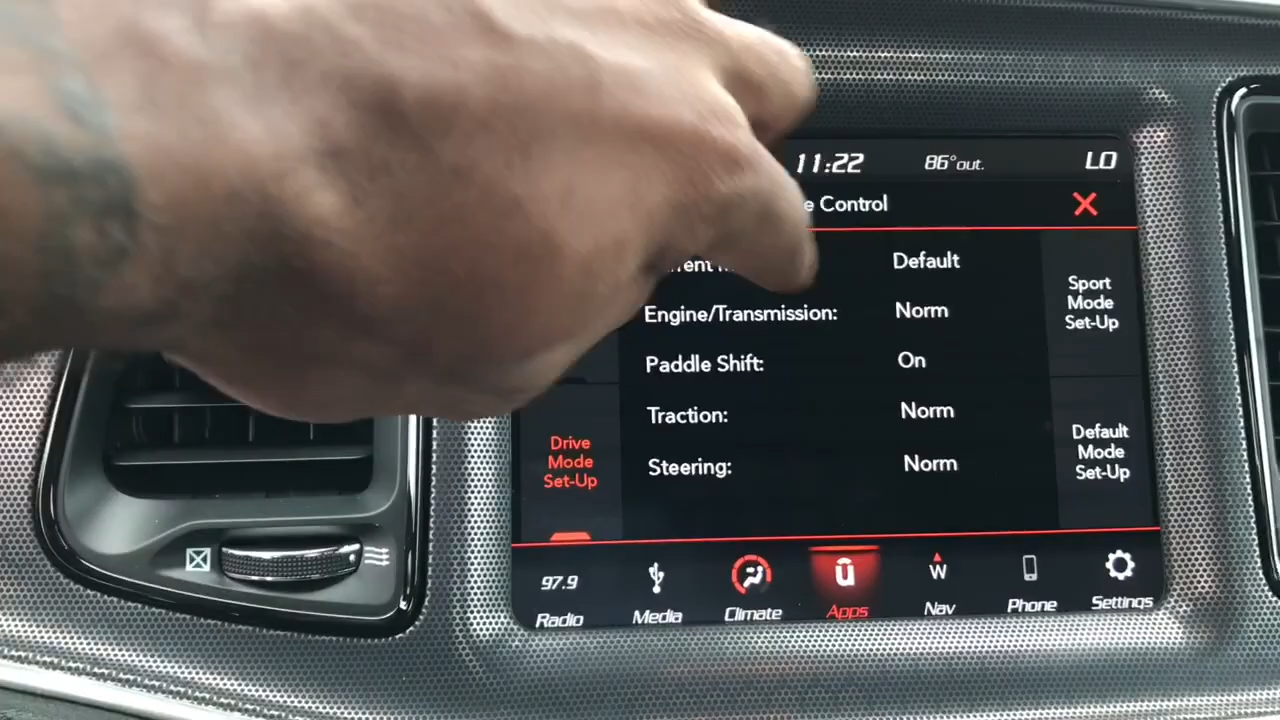 11:22 86°out. LO
Control
Default
Engine/Transmission: Norm
Paddle Shift: On
Traction: Norm
Steering: Norm
Sport
Mode
Set-Up
Drive
Mode
Set-Up
Default
Mode
Set-Up
97.9 W
Radio Media Climate Apps Nav Phone Settings